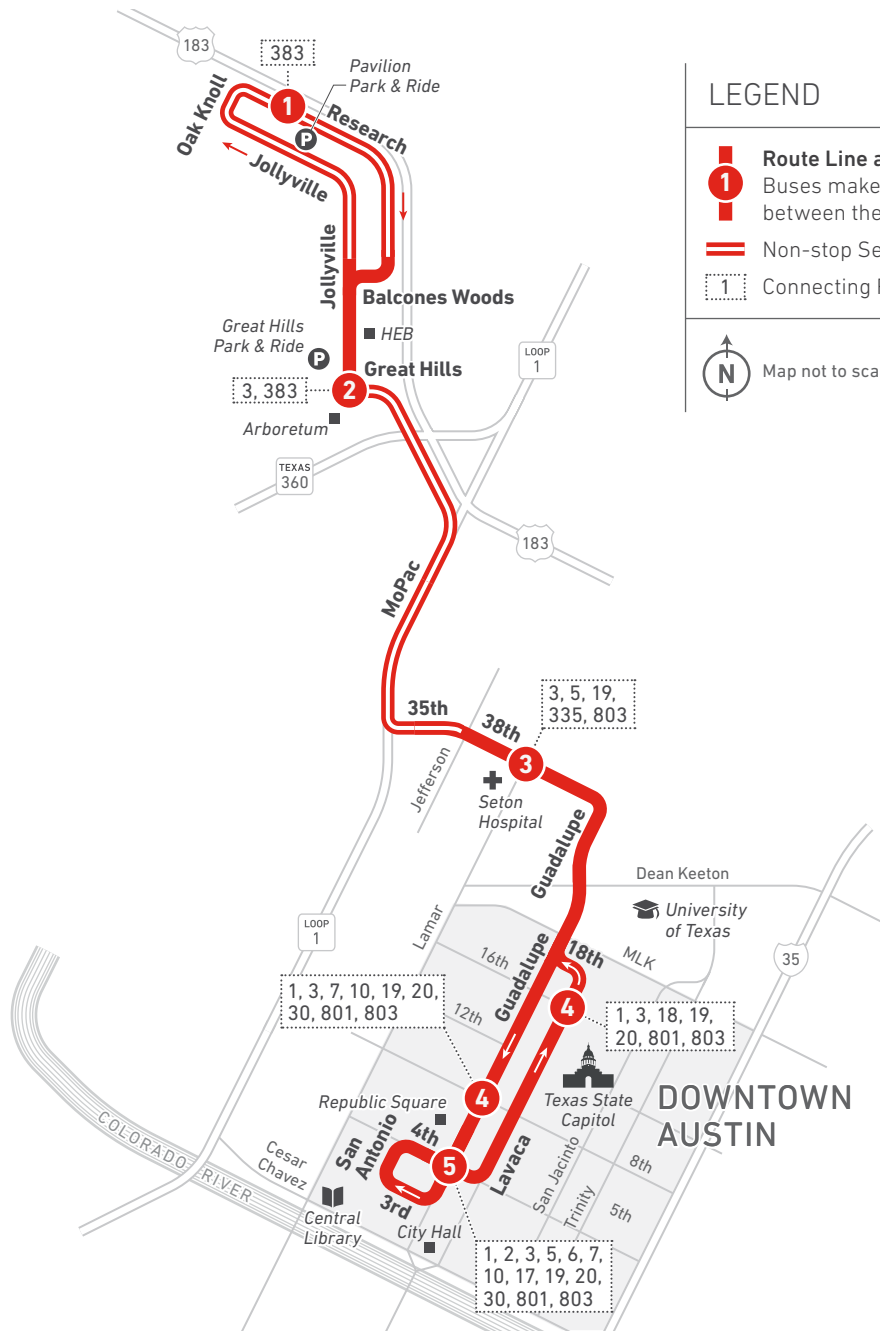 183
383
Pavilion
Park & Ride
1
Oak Knoll
Research
P
Jollyville
Jollyville
Balcones Woods
Great Hills
Park & Ride
HEB
P
Great Hills
3, 383
2
Arboretum
LOOP
1
TEXAS
360
183
MoPac
LEGEND
Route Line a
1
Buses make
between the
Non-stop Se
1
Connecting
N
Map not to sca
35th
38th
3, 5, 19,
335, 803
3
Jefferson
Seton
Hospital
Guadalupe
Dean Keeton
University
of Texas
LOOP
1
Lamar
16th
Guadalupe
18th
MLK
35
1, 3, 7, 10, 19, 20,
30, 801, 803
12th
4
1, 3, 18, 19,
20, 801, 803
Republic Square
4
Texas State
Capitol
DOWNTOWN
AUSTIN
COLORADO RIVER
Cesar
Chavez
San
Antonio
4th
5
Lavaca
San Jacinto
8th
Trinity
5th
3rd
Central
Library
City Hall
1, 2, 3, 5, 6, 7,
10, 17, 19, 20,
30, 801, 803